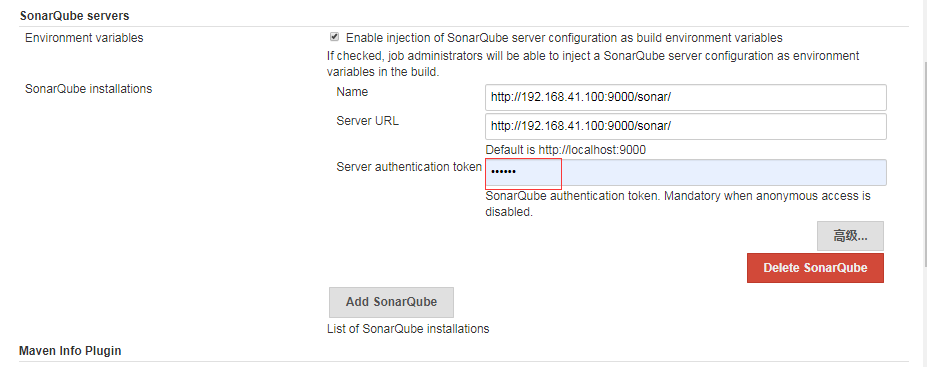 SonarQube servers
Environment variables
Enable injection of SonarQube server configuration as build environment variables
If checked, job administrators will be able to inject a SonarQube server configuration as environment
variables in the build.
SonarQube installations
Name
http://192.168.41.100:9000/sonar/
Server URL
http://192.168.41.100:9000/sonar/
Default is http://localhost:9000
Server authentication token
••••••
SonarQube authentication token. Mandatory when anonymous access is
disabled.
高级...
Delete SonarQube
Add SonarQube
List of SonarQube installations
Maven Info Plugin